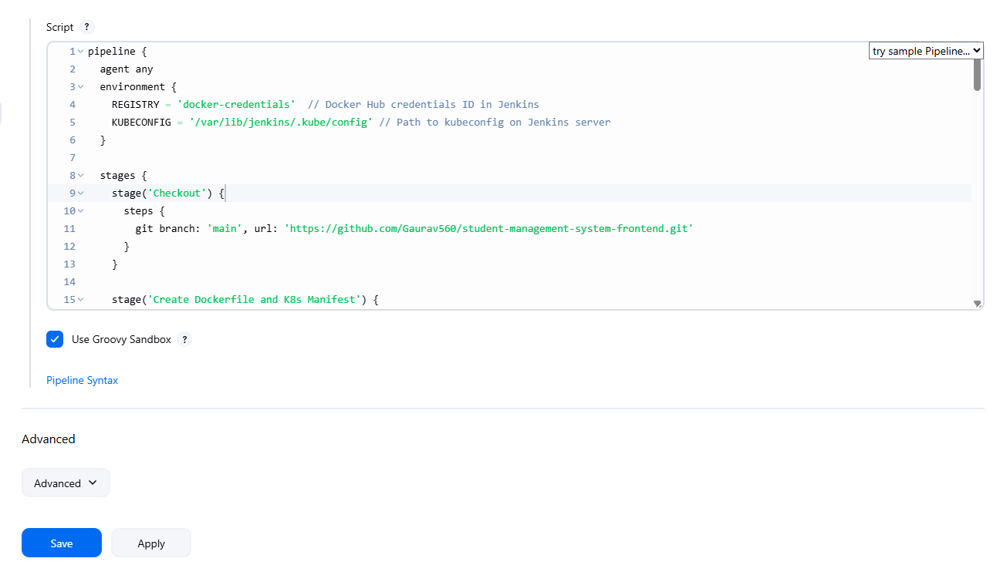 Script ?
try sample Pipeline...
1 pipeline {
2 agent any
3 environment {
4 REGISTRY = 'docker-credentials' // Docker Hub credentials ID in Jenkins
5 KUBECONFIG = '/var/lib/jenkins/.kube/config' // Path to kubeconfig on Jenkins server
6 }
7
8 stages {
9 stage('Checkout') {
10 steps {
11 git branch: 'main', url: 'https://github.com/Gaurav560/student-management-system-frontend.git'
12 }
13 }
14
15 stage('Create Dockerfile and K8s Manifest') {
Use Groovy Sandbox ?
Pipeline Syntax
Advanced
Advanced
Save Apply